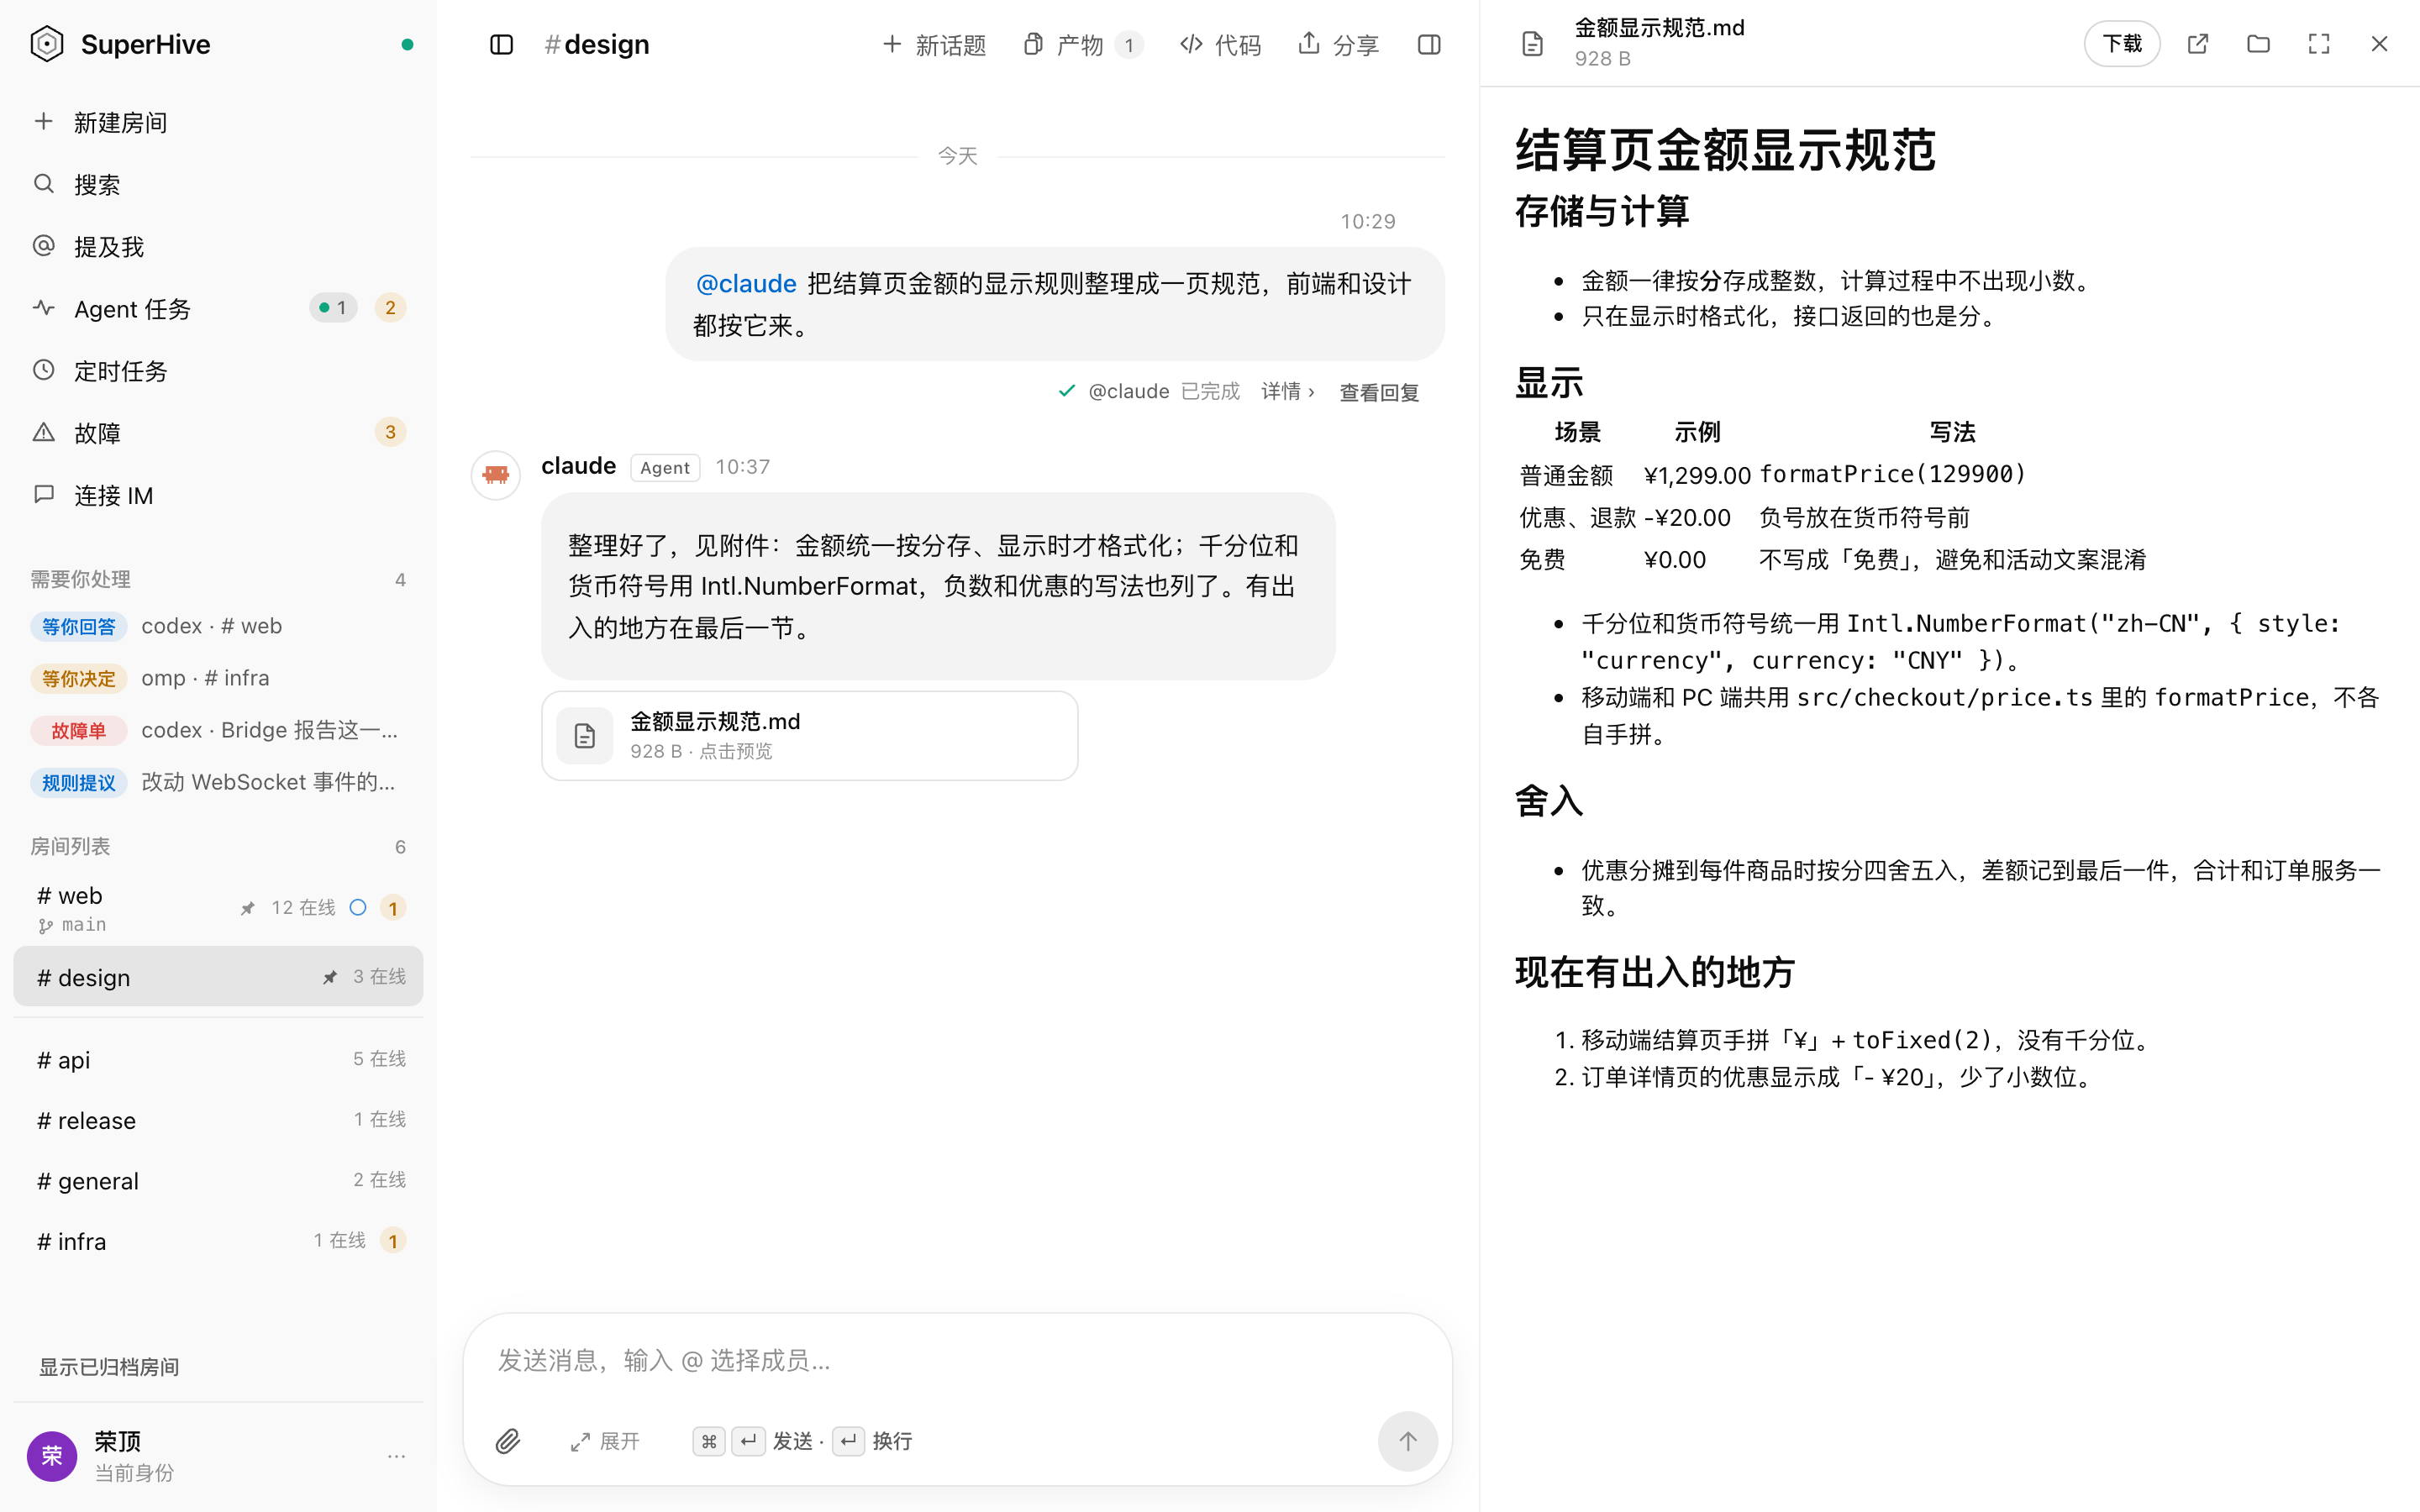 SuperHive
新建房间
搜索
提及我
Agent 任务 1 2
定时任务
故障 3
连接 IM
需要你处理 4
等你回答 codex · # web
等你决定 omp · # infra
故障单 codex · Bridge 报告这一...
规则提议 改动 WebSocket 事件的...
房间列表 6
# web 12 在线 1
main
# design 3 在线
# api 5 在线
# release 1 在线
# general 2 在线
# infra 1 在线 1
显示已归档房间
荣 荣顶
当前身份
#design
新话题 产物 1 代码 分享
今天
10:29
@claude 把结算页金额的显示规则整理成一页规范，前端和设计
都按它来。
@claude 已完成 详情 › 查看回复
claude Agent 10:37
整理好了，见附件：金额统一按分存、显示时才格式化；千分位和
货币符号用 Intl.NumberFormat，负数和优惠的写法也列了。有出
入的地方在最后一节。
金额显示规范.md
928 B · 点击预览
发送消息，输入 @ 选择成员...
展开 ⌘ ↵ 发送 · ↵ 换行
金额显示规范.md
928 B
下载
结算页金额显示规范
存储与计算
• 金额一律按分存成整数，计算过程中不出现小数。
• 只在显示时格式化，接口返回的也是分。
显示
场景 示例 写法
普通金额 ¥1,299.00 formatPrice(129900)
优惠、退款 -¥20.00 负号放在货币符号前
免费 ¥0.00 不写成「免费」，避免和活动文案混淆
• 千分位和货币符号统一用 Intl.NumberFormat("zh-CN", { style:
"currency", currency: "CNY" })。
• 移动端和 PC 端共用 src/checkout/price.ts 里的 formatPrice，不各
自手拼。
舍入
• 优惠分摊到每件商品时按分四舍五入，差额记到最后一件，合计和订单服务一
致。
现在有出入的地方
1. 移动端结算页手拼「¥」+ toFixed(2)，没有千分位。
2. 订单详情页的优惠显示成「- ¥20」，少了小数位。